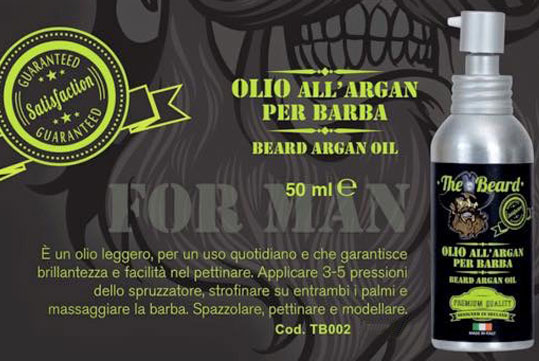 GUARANTEED
Satisfaction
GUARANTEED
OLIO ALL'ARGAN
PER BARBA
BEARD ARGAN OIL
50 ml ℮
FOR MAN
È un olio leggero, per un uso quotidiano e che garantisce
brillantezza e facilità nel pettinare. Applicare 3-5 pressioni
dello spruzzatore, strofinare su entrambi i palmi e
massaggiare la barba. Spazzolare, pettinare e modellare.
Cod. TB002
The Beard
OLIO ALL'ARGAN
PER BARBA
BEARD ARGAN OIL
PREMIUM QUALITY
MADE IN ITALY